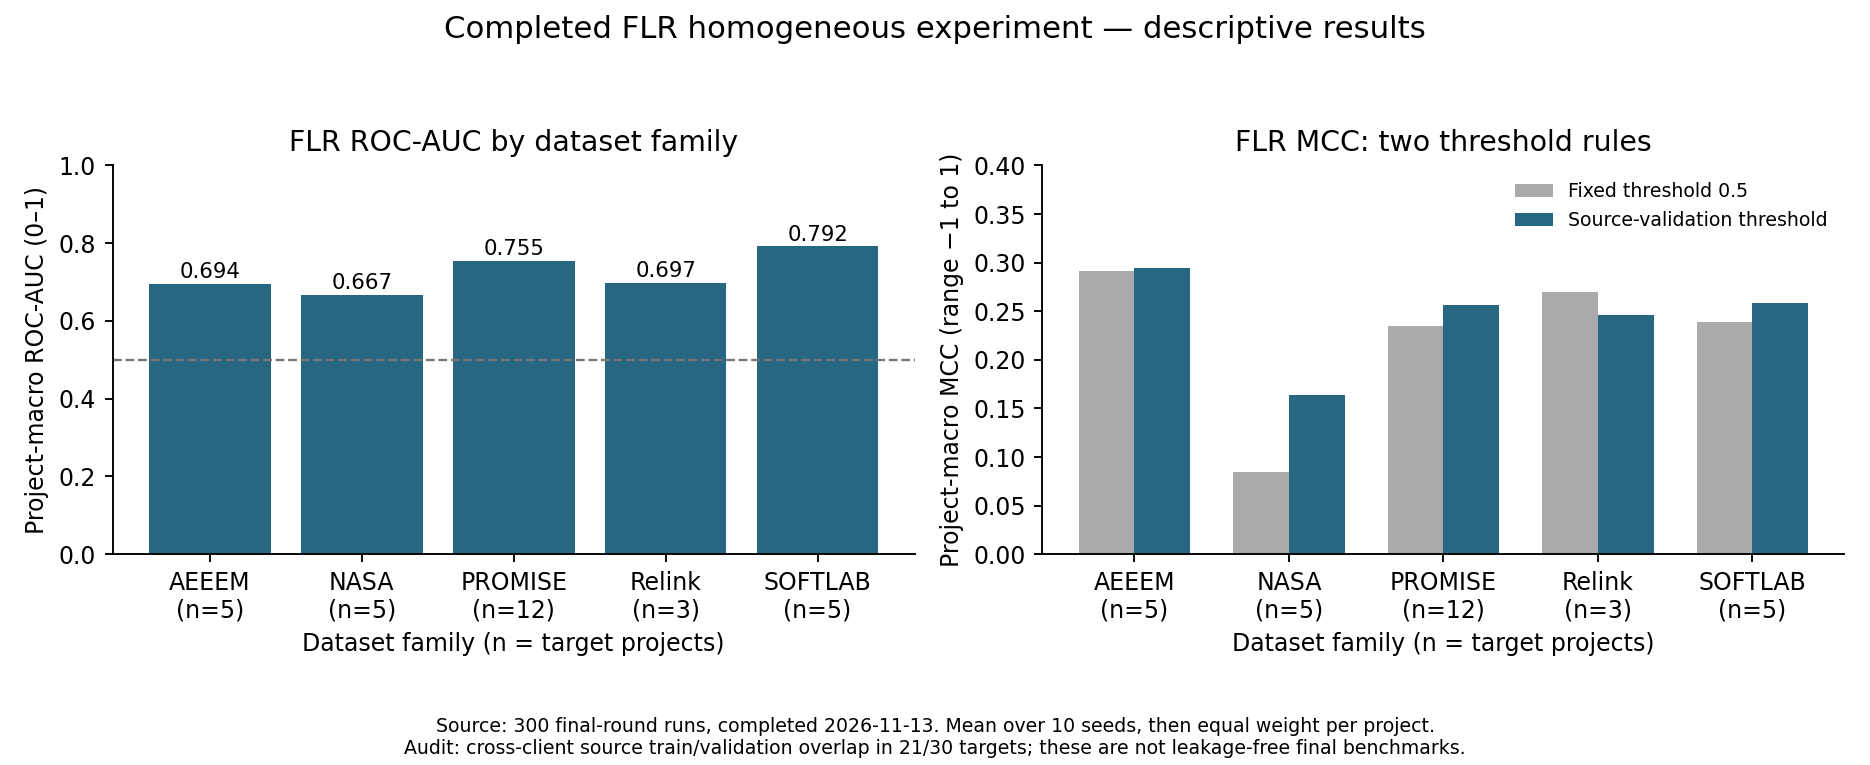 Completed FLR homogeneous experiment — descriptive results
FLR ROC-AUC by dataset family
Project-macro ROC-AUC (0–1)
1.0
0.8
0.6
0.4
0.2
0.0
0.694
0.667
0.755
0.697
0.792
AEEEM
(n=5)
NASA
(n=5)
PROMISE
(n=12)
Relink
(n=3)
SOFTLAB
(n=5)
Dataset family (n = target projects)
FLR MCC: two threshold rules
Project-macro MCC (range −1 to 1)
0.40
0.35
0.30
0.25
0.20
0.15
0.10
0.05
0.00
Fixed threshold 0.5
Source-validation threshold
AEEEM
(n=5)
NASA
(n=5)
PROMISE
(n=12)
Relink
(n=3)
SOFTLAB
(n=5)
Dataset family (n = target projects)
Source: 300 final-round runs, completed 2026-11-13. Mean over 10 seeds, then equal weight per project.
Audit: cross-client source train/validation overlap in 21/30 targets; these are not leakage-free final benchmarks.